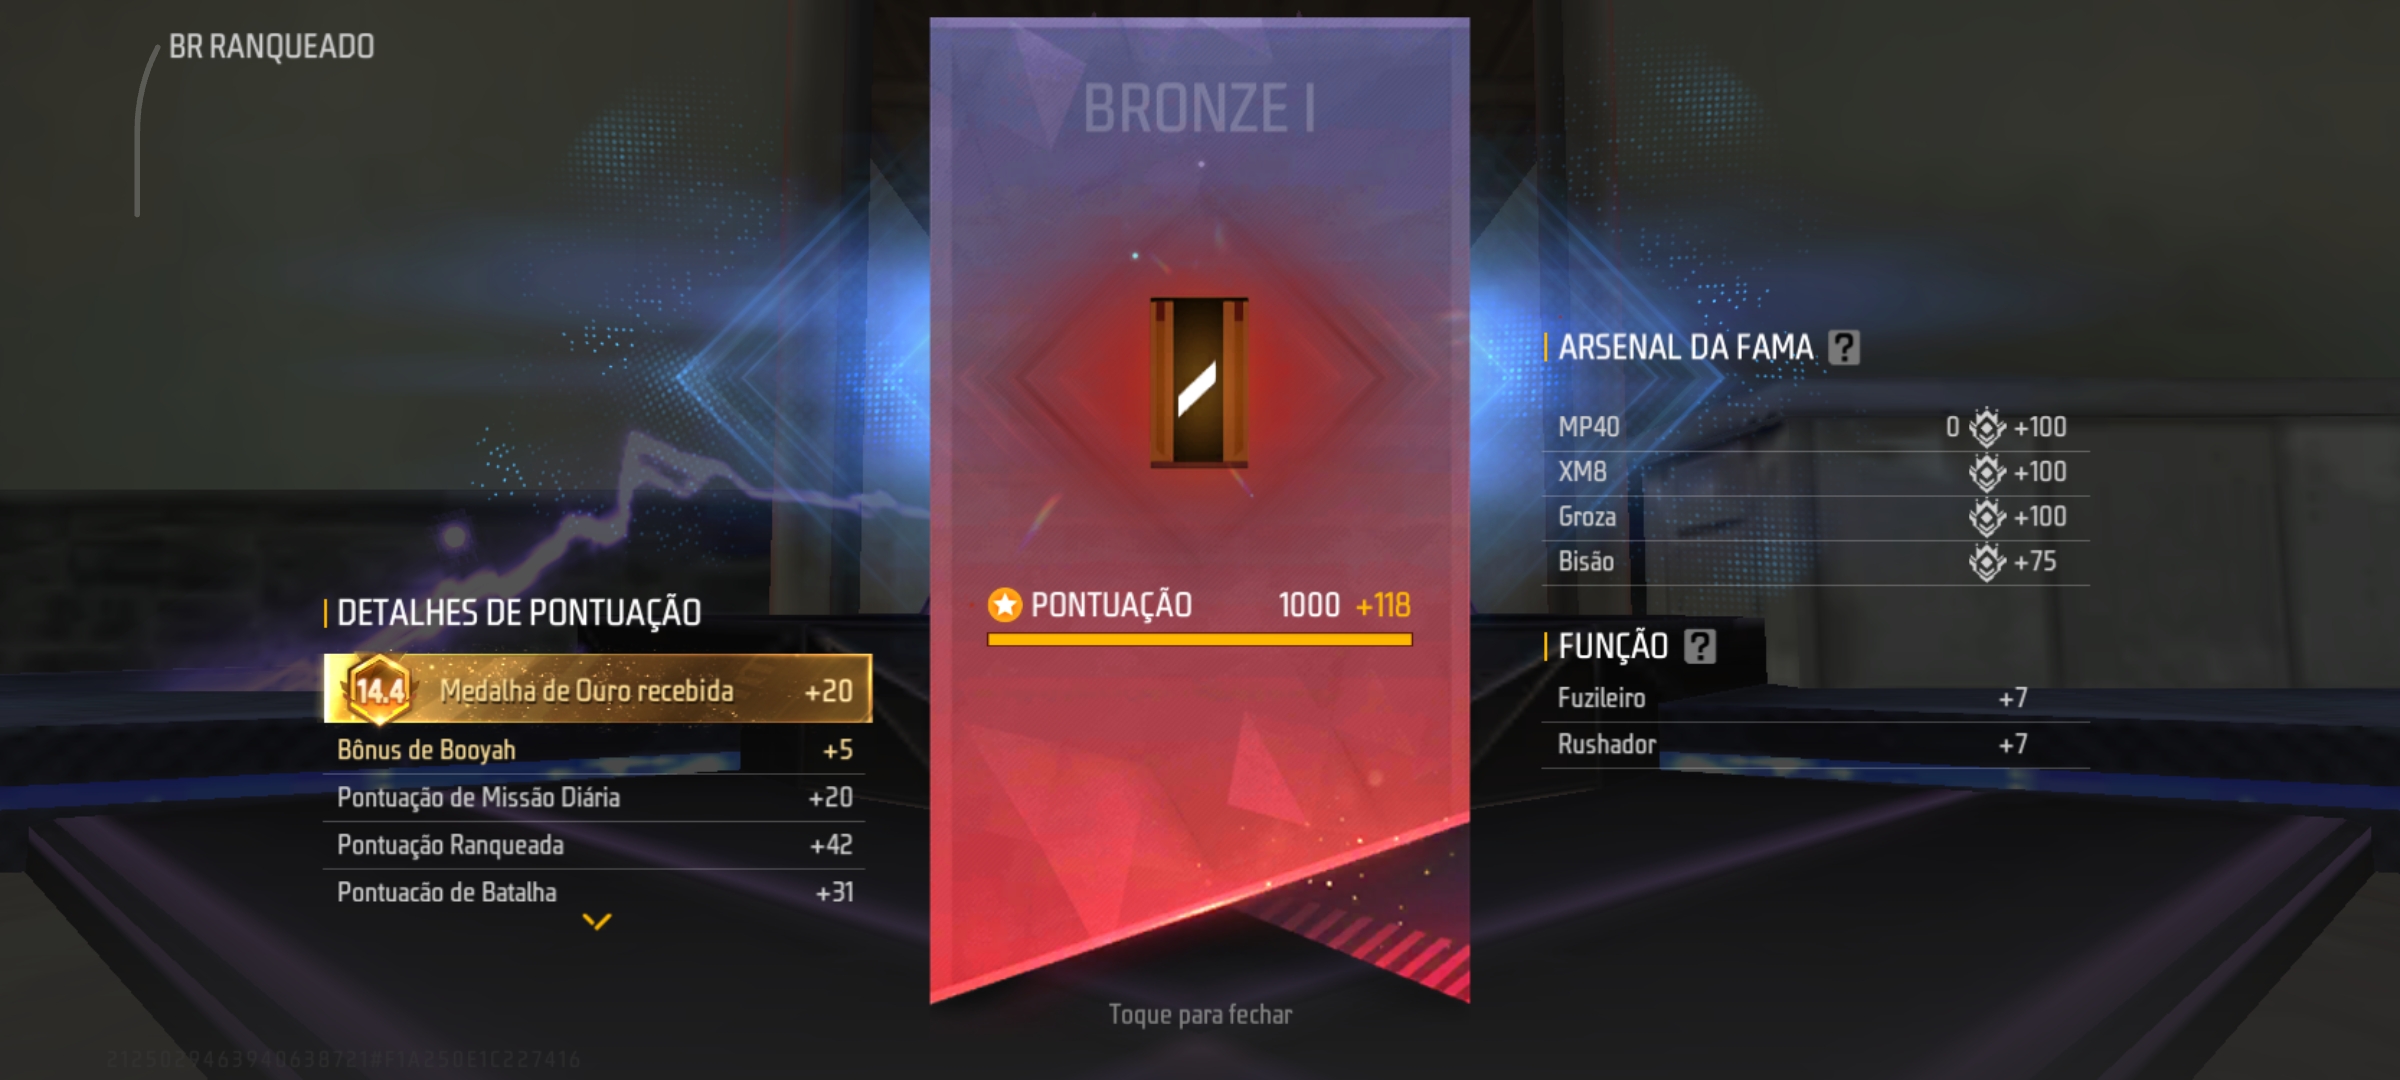 BR RANQUEADO
BRONZE I
PONTUAÇÃO 1000 +118
DETALHES DE PONTUAÇÃO
14.4 Medalha de Ouro recebida +20
Bônus de Booyah +5
Pontuação de Missão Diária +20
Pontuação Ranqueada +42
Pontuação de Batalha +31
ARSENAL DA FAMA ?
MP40 0 +100
XM8 +100
Groza +100
Bisão +75
FUNÇÃO ?
Fuzileiro +7
Rushador +7
Toque para fechar